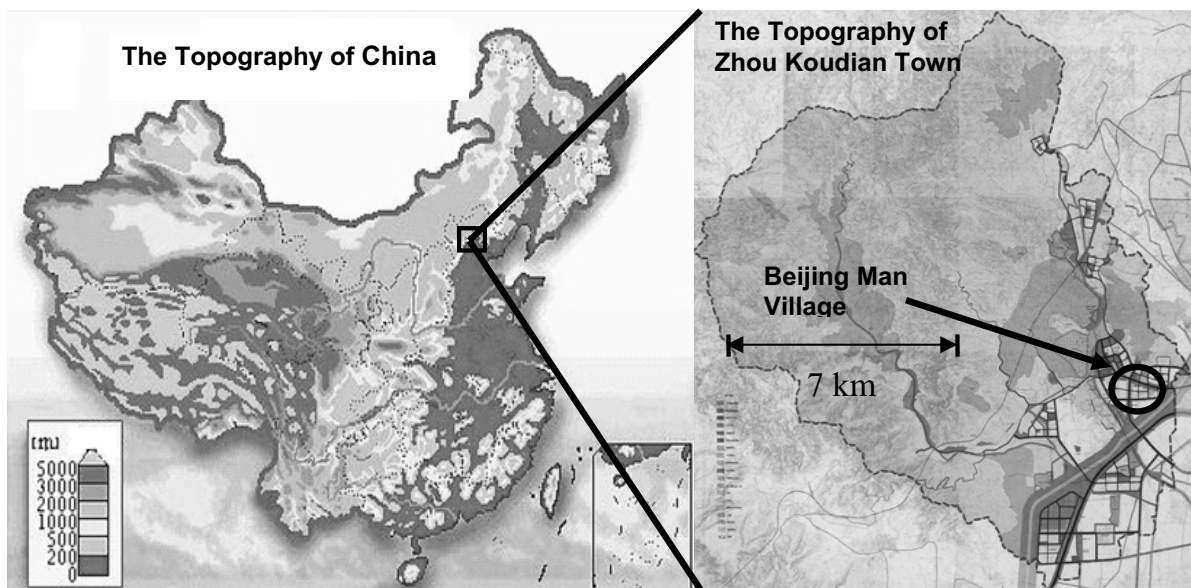 The Topography of China
[m]
5000
3000
2000
1000
500
200
0
The Topography of
Zhou Koudian Town
Beijing Man
Village
7 km